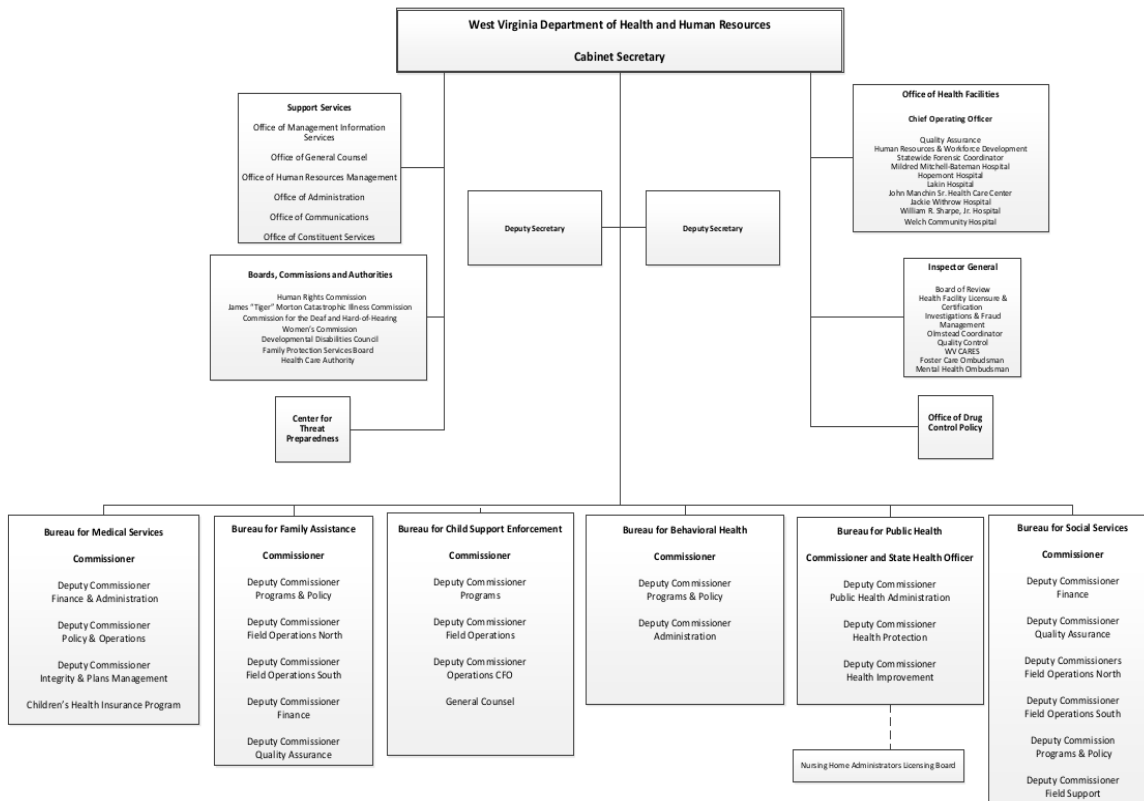 West Virginia Department of Health and Human Resources
Cabinet Secretary
Support Services
Office of Management Information
Services
Office of General Counsel
Office of Human Resources Management
Office of Administration
Office of Communications
Office of Constituent Services
Office of Health Facilities
Chief Operating Officer
Quality Assurance
Human Resources & Workforce Development
Statewide Forensic Coordinator
Mildred Mitchell-Bateman Hospital
Hopemont Hospital
Lakin Hospital
John Manchin Sr. Health Care Center
Jackie Withrow Hospital
William R. Sharpe, Jr. Hospital
Welch Community Hospital
Deputy Secretary
Deputy Secretary
Boards, Commissions and Authorities
Human Rights Commission
James "Tiger" Morton Catastrophic Illness Commission
Commission for the Deaf and Hard-of-Hearing
Women's Commission
Developmental Disabilities Council
Family Protection Services Board
Health Care Authority
Inspector General
Board of Review
Health Facility Licensure &
Certification
Investigations & Fraud
Management
Olmstead Coordinator
Quality Control
WV CARES
Foster Care Ombudsman
Mental Health Ombudsman
Center for
Threat
Preparedness
Office of Drug
Control Policy
Bureau for Medical Services
Commissioner
Deputy Commissioner
Finance & Administration
Deputy Commissioner
Policy & Operations
Deputy Commissioner
Integrity & Plans Management
Children's Health Insurance Program
Bureau for Family Assistance
Commissioner
Deputy Commissioner
Programs & Policy
Deputy Commissioner
Field Operations North
Deputy Commissioner
Field Operations South
Deputy Commissioner
Finance
Deputy Commissioner
Quality Assurance
Bureau for Child Support Enforcement
Commissioner
Deputy Commissioner
Programs
Deputy Commissioner
Field Operations
Deputy Commissioner
Operations CFO
General Counsel
Bureau for Behavioral Health
Commissioner
Deputy Commissioner
Programs & Policy
Deputy Commissioner
Administration
Bureau for Public Health
Commissioner and State Health Officer
Deputy Commissioner
Public Health Administration
Deputy Commissioner
Health Protection
Deputy Commissioner
Health Improvement
Nursing Home Administrators Licensing Board
Bureau for Social Services
Commissioner
Deputy Commissioner
Finance
Deputy Commissioner
Quality Assurance
Deputy Commissioners
Field Operations North
Deputy Commissioner
Field Operations South
Deputy Commission
Programs & Policy
Deputy Commissioner
Field Support